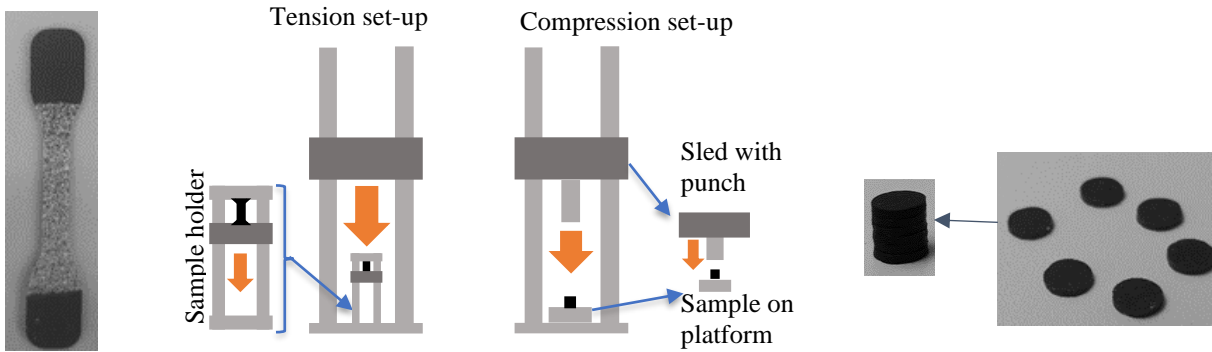 Tension set-up
Compression set-up
Sample holder
Sled with
punch
Sample on
platform